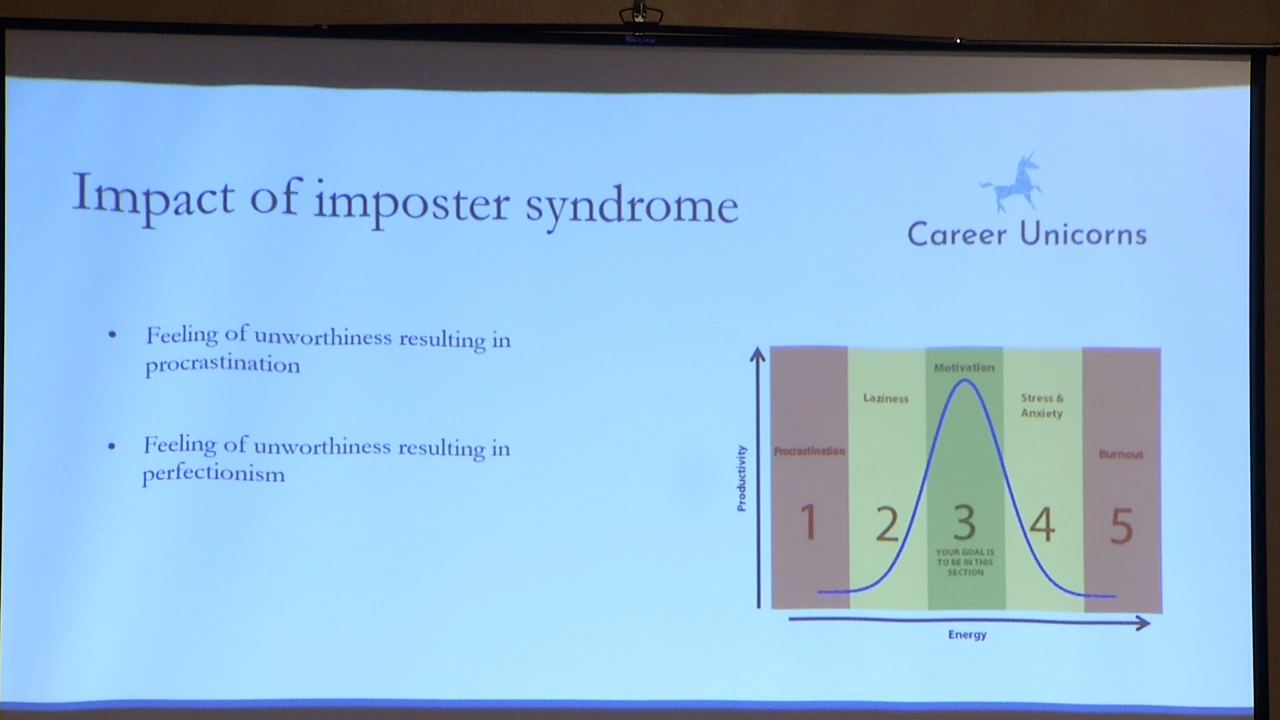 Impact of imposter syndrome
Career Unicorns
• Feeling of unworthiness resulting in
procrastination
• Feeling of unworthiness resulting in
perfectionism
Productivity
Procrastination
1
Laziness
2
Motivation
3
YOUR GOAL IS
TO BE IN THIS
SECTION
Stress &
Anxiety
4
Burnout
5
Energy